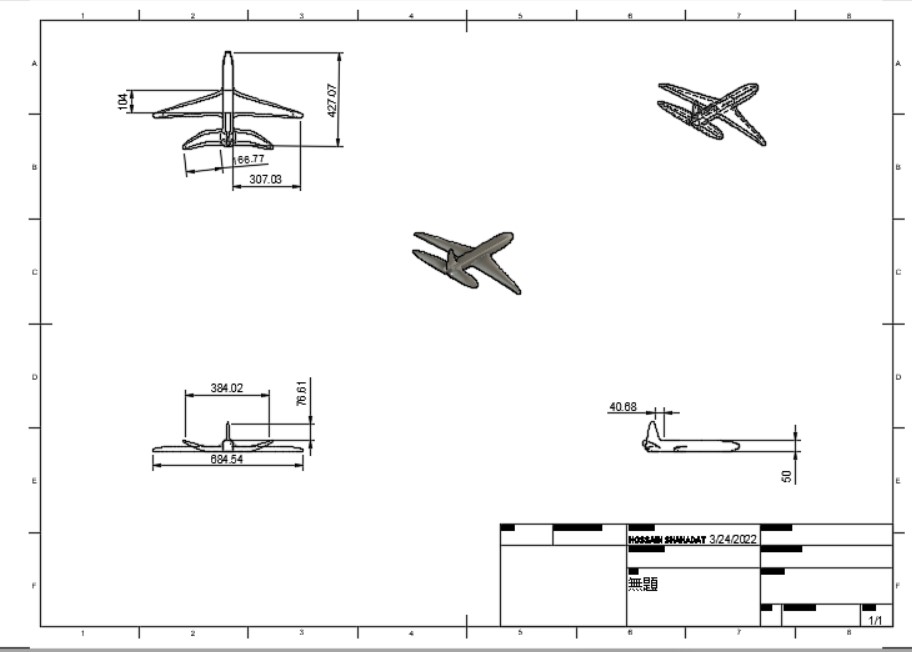 1 2 3 4 5 6 7 8
A A
104
427.07
B B
166.77
307.03
C C
D D
384.02
76.61
40.68
684.54
50
E E
HOSSAIN SHAHADAT 3/24/2022
無題
F F
1/1
1 2 3 4 5 6 7 8